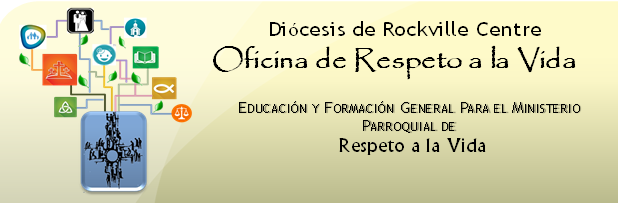 Diócesis de Rockville Centre
Oficina de Respeto a la Vida
Educación y Formación General Para el Ministerio
Parroquial de
Respeto a la Vida